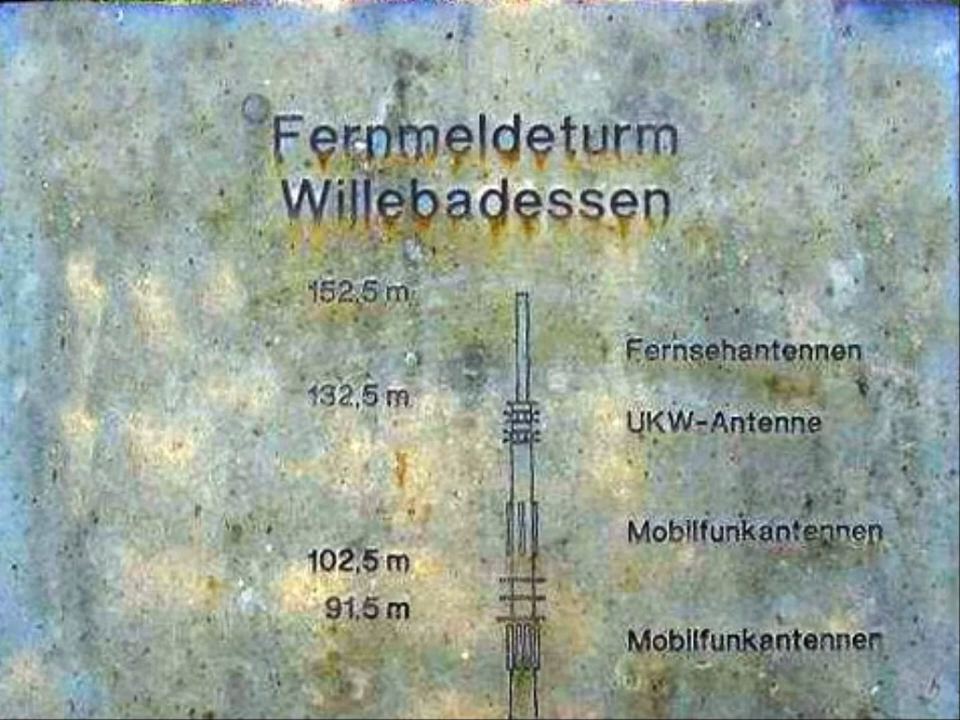 Fernmeldeturm
Willebadessen
152,5 m
Fernsehantennen
132,5 m
UKW-Antenne
Mobilfunkantennen
102,5 m
91,5 m
Mobilfunkantennen